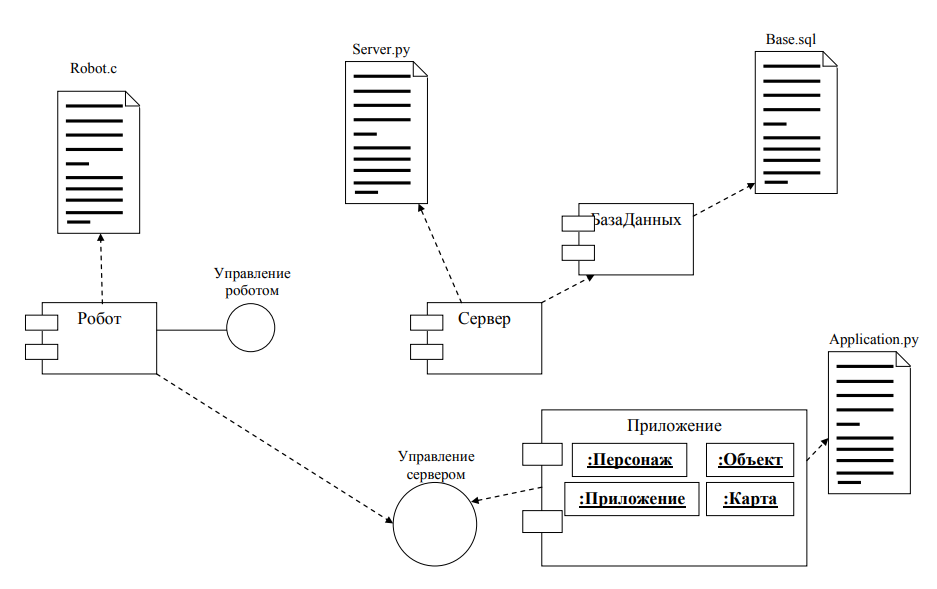 Base.sql
Server.py
Robot.c
БазаДанных
Управление
роботом
Робот
Сервер
Application.py
Приложение
:Персонаж
:Объект
Управление
сервером
:Приложение
:Карта